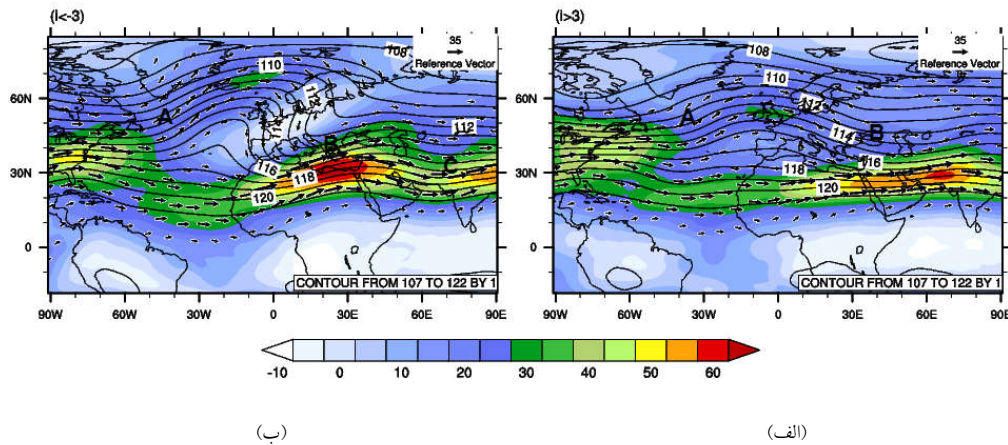 (I<-3)
35
Reference Vector
108
110
60N
A
112
B
116
C
30N
118
120
0
CONTOUR FROM 107 TO 122 BY 1
90W 60W 30W 0 30E 60E 90E
(I>3)
35
Reference Vector
108
110
60N
112
A
114
B
116
30N
118
120
0
CONTOUR FROM 107 TO 122 BY 1
90W 60W 30W 0 30E 60E 90E
-10 0 10 20 30 40 50 60
(ب)
(الف)